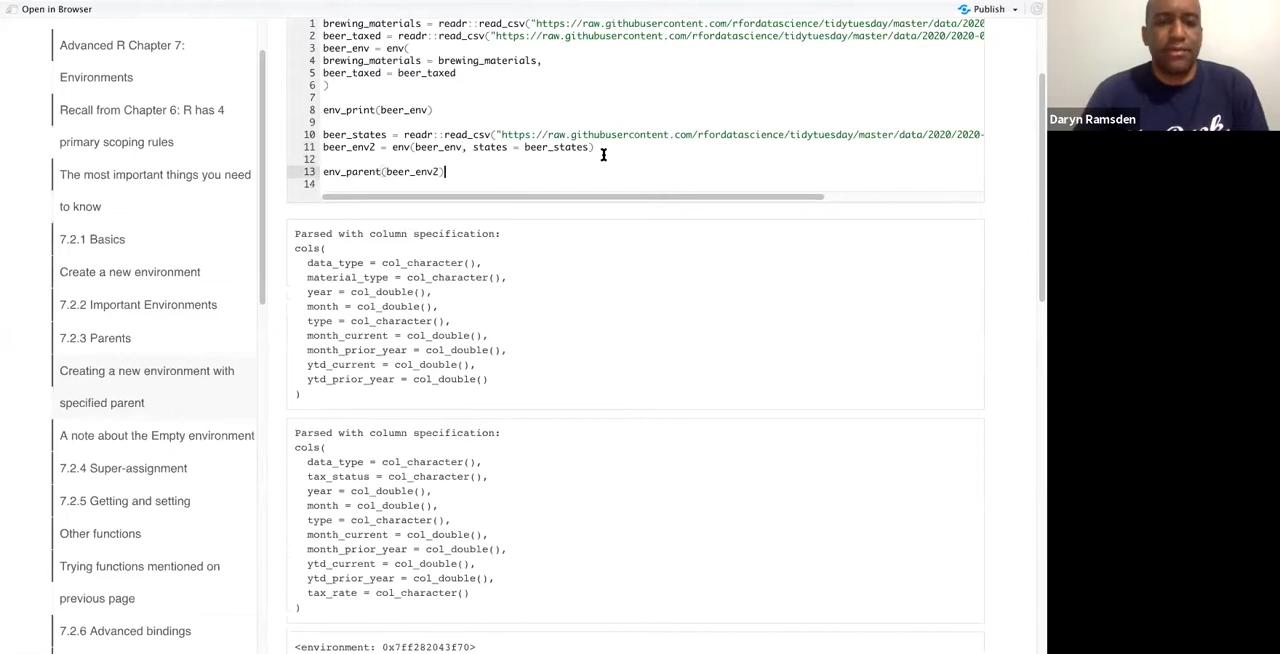 Open in Browser
Publish
Advanced R Chapter 7:
Environments
Recall from Chapter 6: R has 4
primary scoping rules
The most important things you need
to know
7.2.1 Basics
Create a new environment
7.2.2 Important Environments
7.2.3 Parents
Creating a new environment with
specified parent
A note about the Empty environment
7.2.4 Super-assignment
7.2.5 Getting and setting
Other functions
Trying functions mentioned on
previous page
7.2.6 Advanced bindings
1 brewing_materials = readr::read_csv("https://raw.githubusercontent.com/rfordatascience/tidytuesday/master/data/2020
2 beer_taxed = readr::read_csv("https://raw.githubusercontent.com/rfordatascience/tidytuesday/master/data/2020/2020-0
3 beer_env = env(
4 brewing_materials = brewing_materials,
5 beer_taxed = beer_taxed
6 )
7
8 env_print(beer_env)
9
10 beer_states = readr::read_csv("https://raw.githubusercontent.com/rfordatascience/tidytuesday/master/data/2020/2020-
11 beer_env2 = env(beer_env, states = beer_states)
12
13 env_parent(beer_env2)
14
Parsed with column specification:
cols(
data_type = col_character(),
material_type = col_character(),
year = col_double(),
month = col_double(),
type = col_character(),
month_current = col_double(),
month_prior_year = col_double(),
ytd_current = col_double(),
ytd_prior_year = col_double()
)
Parsed with column specification:
cols(
data_type = col_character(),
tax_status = col_character(),
year = col_double(),
month = col_double(),
type = col_character(),
month_current = col_double(),
month_prior_year = col_double(),
ytd_current = col_double(),
ytd_prior_year = col_double(),
tax_rate = col_character()
)
<environment: 0x7ff282043f70>
Daryn Ramsden